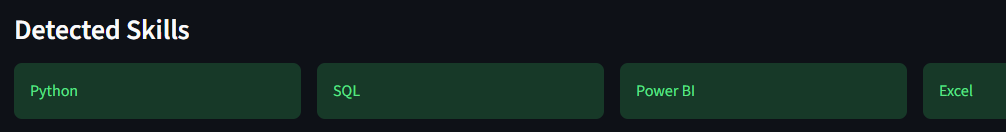 Detected Skills
Python
SQL
Power BI
Excel